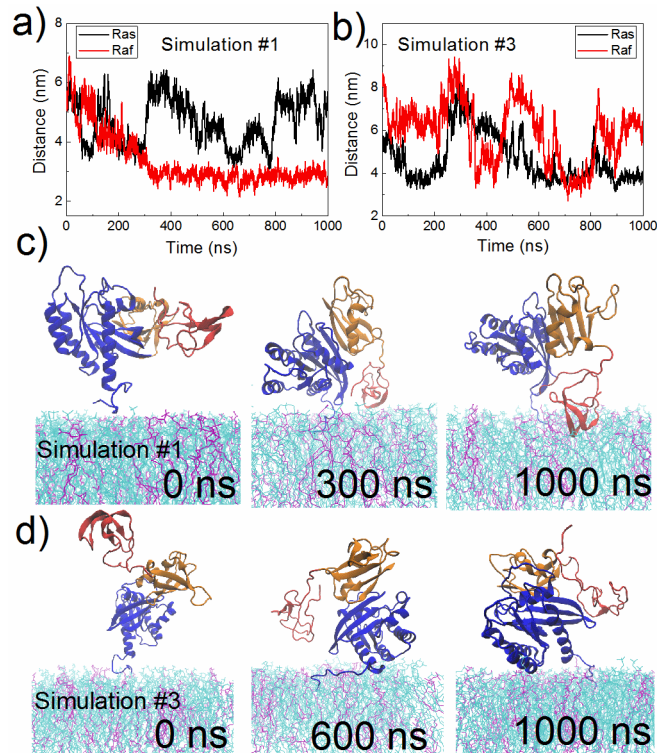 a)
Simulation #1
Ras
Raf
8
6
4
2
Distance (nm)
0 200 400 600 800 1000
Time (ns)
b)
Simulation #3
Ras
Raf
10
8
6
4
2
Distance (nm)
0 200 400 600 800 1000
Time (ns)
c)
Simulation #1
0 ns
300 ns
1000 ns
d)
Simulation #3
0 ns
600 ns
1000 ns